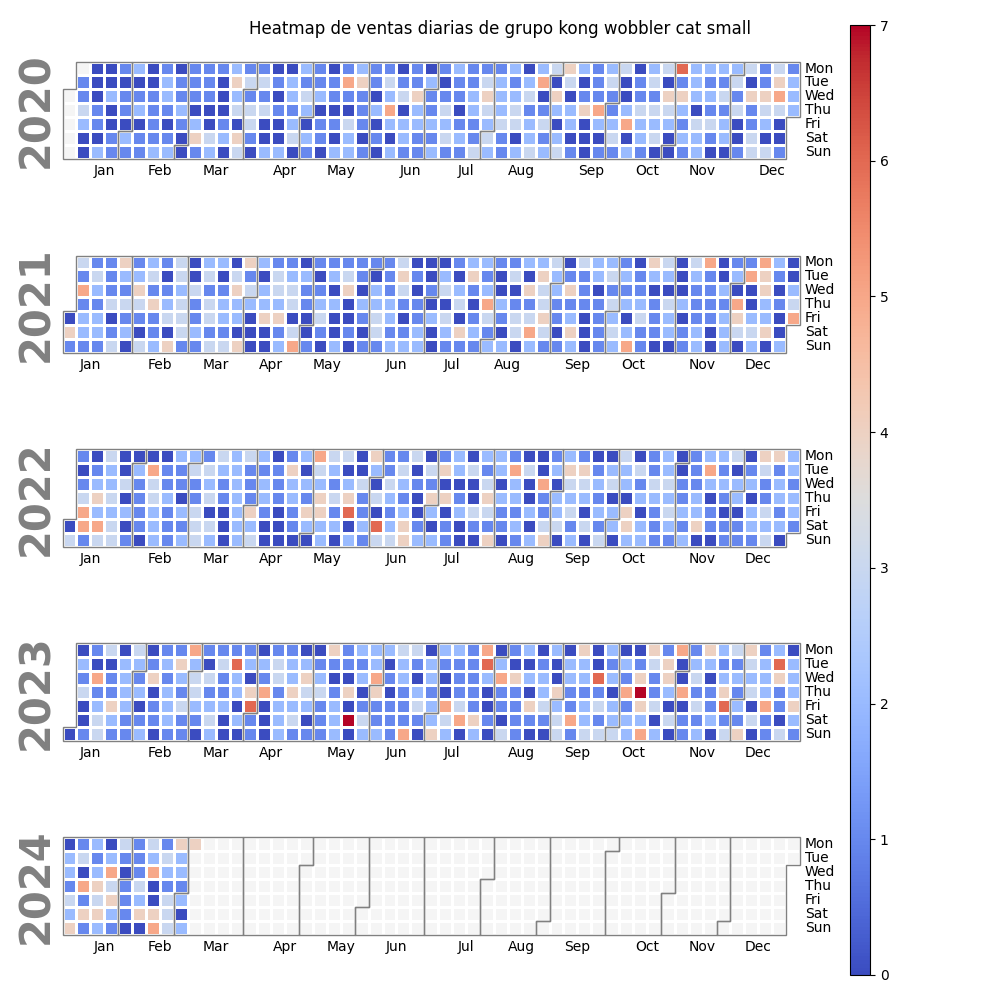 Heatmap de ventas diarias de grupo kong wobbler cat small
7
6
5
4
3
2
1
0
2020
Mon
Tue
Wed
Thu
Fri
Sat
Sun
Jan Feb Mar Apr May Jun Jul Aug Sep Oct Nov Dec
2021
Mon
Tue
Wed
Thu
Fri
Sat
Sun
Jan Feb Mar Apr May Jun Jul Aug Sep Oct Nov Dec
2022
Mon
Tue
Wed
Thu
Fri
Sat
Sun
Jan Feb Mar Apr May Jun Jul Aug Sep Oct Nov Dec
2023
Mon
Tue
Wed
Thu
Fri
Sat
Sun
Jan Feb Mar Apr May Jun Jul Aug Sep Oct Nov Dec
2024
Mon
Tue
Wed
Thu
Fri
Sat
Sun
Jan Feb Mar Apr May Jun Jul Aug Sep Oct Nov Dec